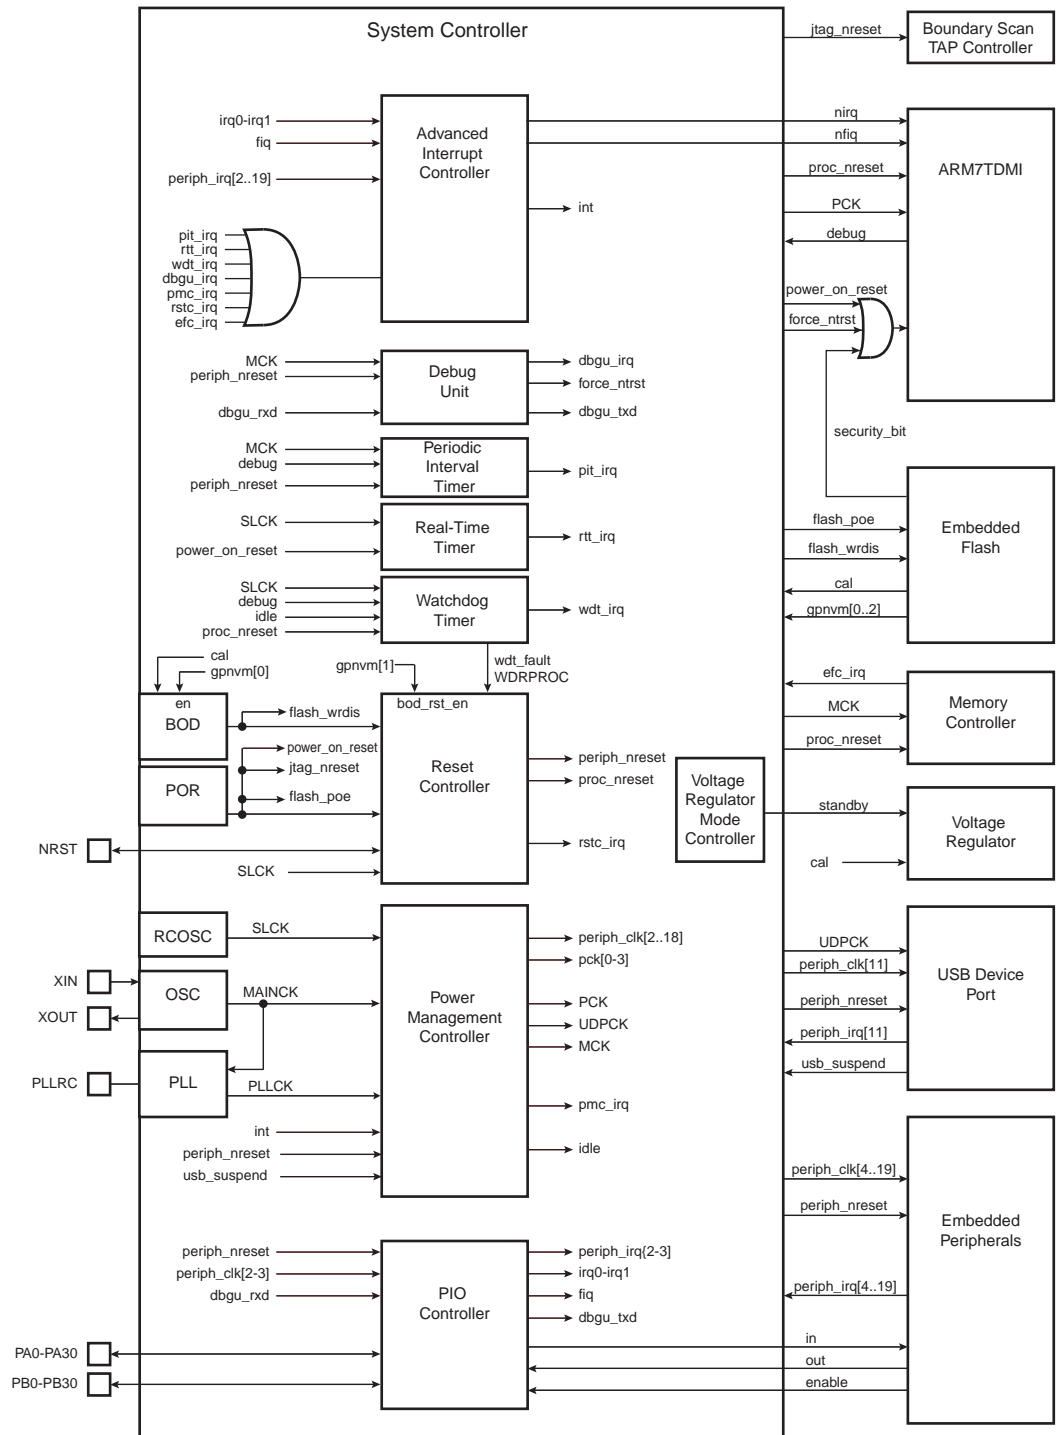 System Controller
jtag_nreset
Boundary Scan
TAP Controller
irq0-irq1
fiq
periph_irq[2..19]
Advanced
Interrupt
Controller
int
nirq
nfiq
proc_nreset
PCK
debug
ARM7TDMI
pit_irq
rtt_irq
wdt_irq
dbgu_irq
pmc_irq
rstc_irq
efc_irq
power_on_reset
force_ntrst
security_bit
MCK
periph_nreset
dbgu_rxd
Debug
Unit
dbgu_irq
force_ntrst
dbgu_txd
MCK
debug
periph_nreset
Periodic
Interval
Timer
pit_irq
SLCK
power_on_reset
Real-Time
Timer
rtt_irq
flash_poe
flash_wrdis
cal
gpnvm[0..2]
Embedded
Flash
SLCK
debug
idle
proc_nreset
Watchdog
Timer
wdt_irq
cal
gpnvm[0]
gpnvm[1]
wdt_fault
WDRPROC
en
BOD
flash_wrdis
power_on_reset
jtag_nreset
flash_poe
POR
bod_rst_en
Reset
Controller
periph_nreset
proc_nreset
rstc_irq
NRST
SLCK
efc_irq
MCK
proc_nreset
Memory
Controller
Voltage
Regulator
Mode
Controller
standby
cal
Voltage
Regulator
RCOSC
SLCK
XIN
XOUT
OSC
MAINCK
PLLRC
PLL
PLLCK
int
periph_nreset
usb_suspend
Power
Management
Controller
periph_clk[2..18]
pck[0-3]
PCK
UDPCK
MCK
pmc_irq
idle
UDPCK
periph_clk[11]
periph_nreset
periph_irq[11]
usb_suspend
USB Device
Port
periph_nreset
periph_clk[2-3]
dbgu_rxd
PIO
Controller
periph_irq{2-3]
irq0-irq1
fiq
dbgu_txd
PA0-PA30
PB0-PB30
periph_clk[4..19]
periph_nreset
periph_irq[4..19]
in
out
enable
Embedded
Peripherals